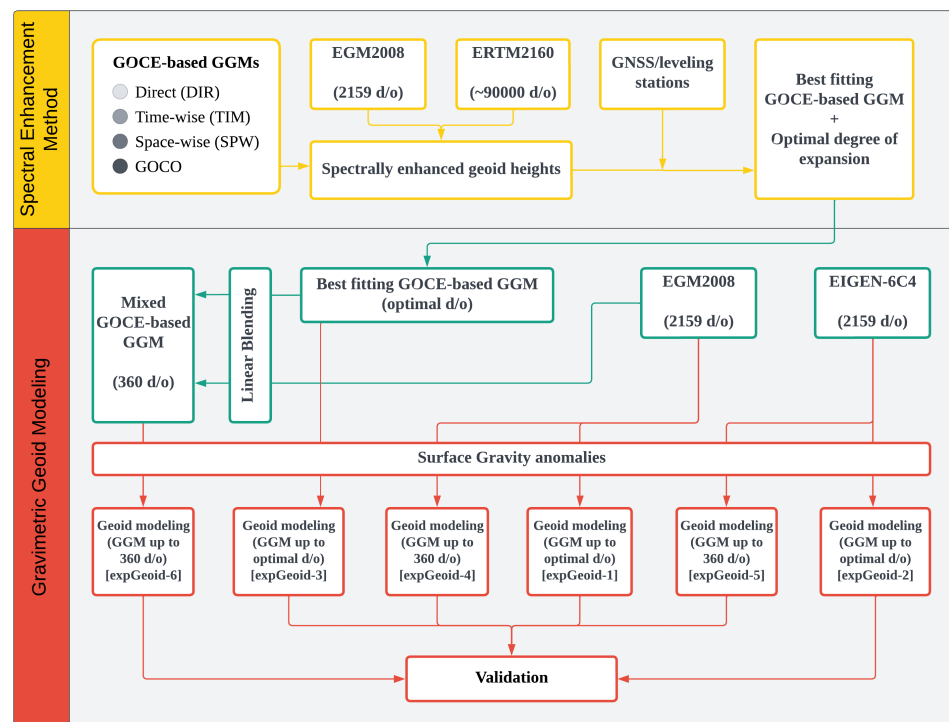 Spectral Enhancement
Method
GOCE-based GGMs
Direct (DIR)
Time-wise (TIM)
Space-wise (SPW)
GOCO
EGM2008
(2159 d/o)
ERTM2160
(~90000 d/o)
GNSS/leveling
stations
Best fitting
GOCE-based GGM
+
Optimal degree of
expansion
Spectrally enhanced geoid heights
Gravimetric Geoid Modeling
Mixed
GOCE-based
GGM
(360 d/o)
Linear Blending
Best fitting GOCE-based GGM
(optimal d/o)
EGM2008
(2159 d/o)
EIGEN-6C4
(2159 d/o)
Surface Gravity anomalies
Geoid modeling
(GGM up to
360 d/o)
[expGeoid-6]
Geoid modeling
(GGM up to
optimal d/o)
[expGeoid-3]
Geoid modeling
(GGM up to
360 d/o)
[expGeoid-4]
Geoid modeling
(GGM up to
optimal d/o)
[expGeoid-1]
Geoid modeling
(GGM up to
360 d/o)
[expGeoid-5]
Geoid modeling
(GGM up to
optimal d/o)
[expGeoid-2]
Validation